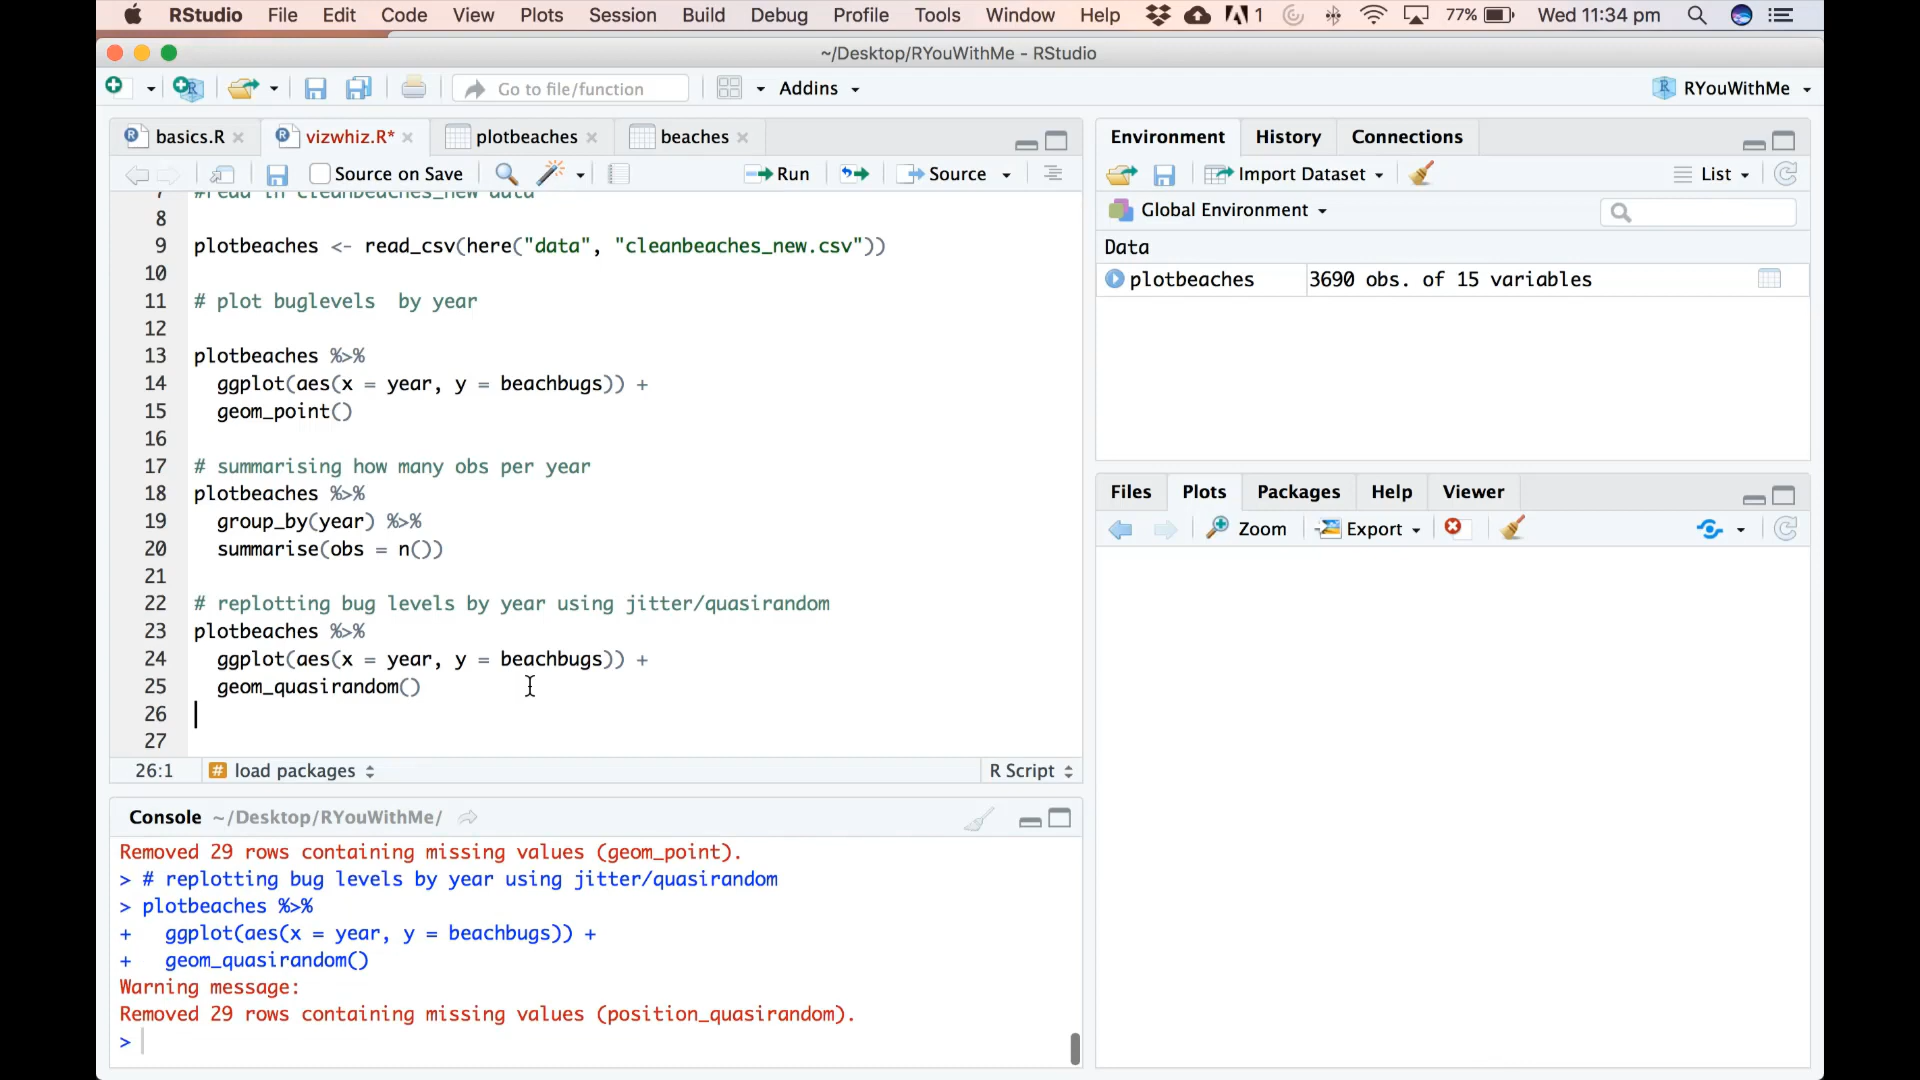 RStudio File Edit Code View Plots Session Build Debug Profile Tools Window Help 1 77% Wed 11:34 pm
~/Desktop/RYouWithMe - RStudio
Go to file/function Addins RYouWithMe
basics.R vizwhiz.R* plotbeaches beaches
Source on Save Run Source
7 #read in cleanbeaches_new data
8
9 plotbeaches <- read_csv(here("data", "cleanbeaches_new.csv"))
10
11 # plot buglevels  by year
12
13 plotbeaches %>%
14   ggplot(aes(x = year, y = beachbugs)) +
15   geom_point()
16
17 # summarising how many obs per year
18 plotbeaches %>%
19   group_by(year) %>%
20   summarise(obs = n())
21
22 # replotting bug levels by year using jitter/quasirandom
23 plotbeaches %>%
24   ggplot(aes(x = year, y = beachbugs)) +
25   geom_quasirandom()
26
27
26:1 # load packages R Script
Console ~/Desktop/RYouWithMe/
Removed 29 rows containing missing values (geom_point).
> # replotting bug levels by year using jitter/quasirandom
> plotbeaches %>%
+   ggplot(aes(x = year, y = beachbugs)) +
+   geom_quasirandom()
Warning message:
Removed 29 rows containing missing values (position_quasirandom).
>
Environment History Connections
Import Dataset List
Global Environment
Data
plotbeaches 3690 obs. of 15 variables
Files Plots Packages Help Viewer
Zoom Export